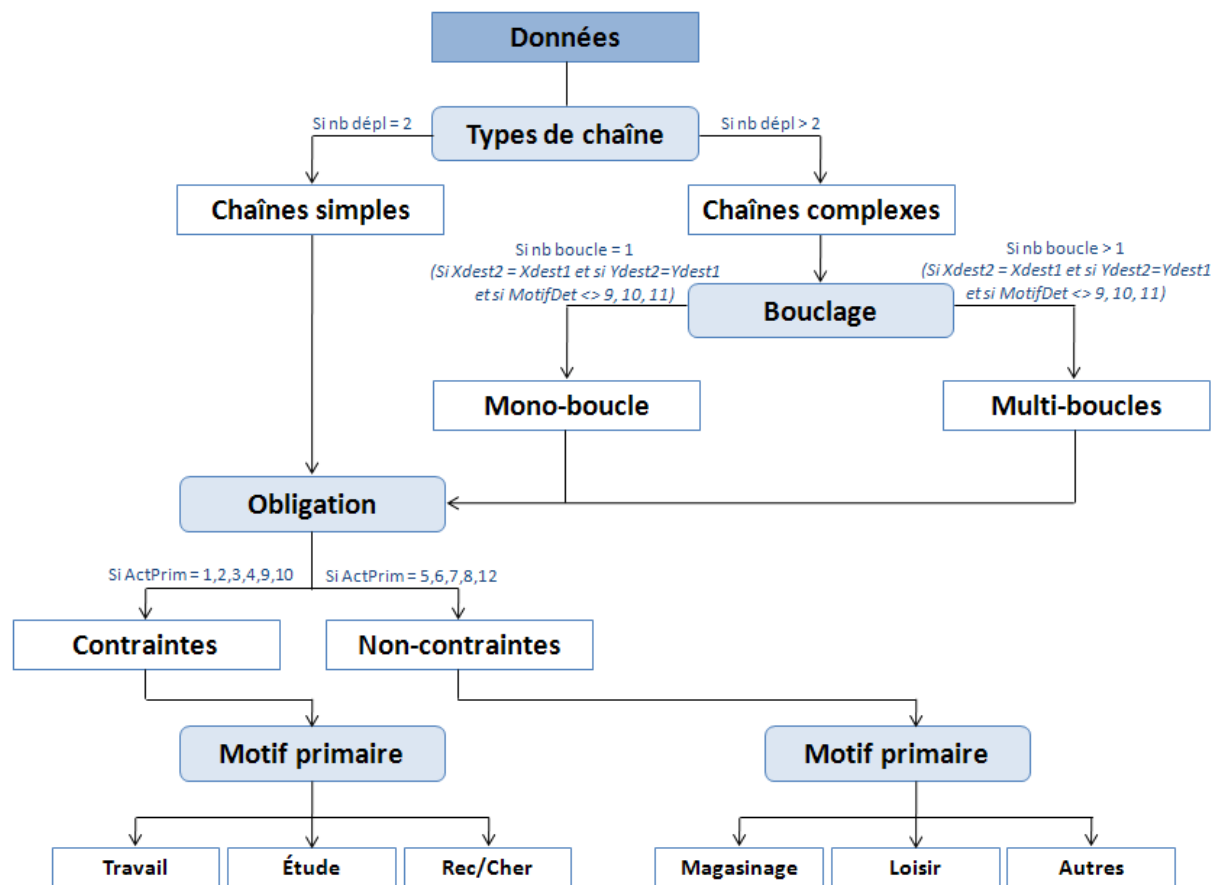 Données
Si nb dépl = 2
Types de chaîne
Si nb dépl > 2
Chaînes simples
Chaînes complexes
Si nb boucle = 1
(Si Xdest2 = Xdest1 et si Ydest2=Ydest1
et si MotifDet <> 9, 10, 11)
Si nb boucle > 1
(Si Xdest2 = Xdest1 et si Ydest2=Ydest1
et si MotifDet <> 9, 10, 11)
Bouclage
Mono-boucle
Multi-boucles
Obligation
Si ActPrim = 1,2,3,4,9,10
Si ActPrim = 5,6,7,8,12
Contraintes
Non-contraintes
Motif primaire
Motif primaire
Travail
Étude
Rec/Cher
Magasinage
Loisir
Autres